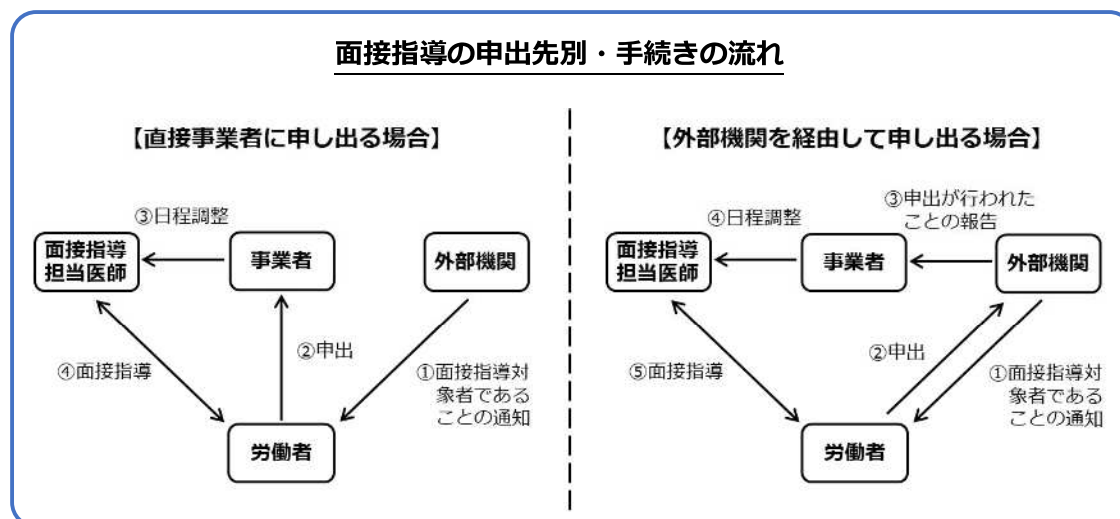 面接指導の申出先別・手続きの流れ
【直接事業者に申し出る場合】
③日程調整
面接指導
担当医師
事業者
外部機関
②申出
④面接指導
①面接指導対
象者である
ことの通知
労働者
【外部機関を経由して申し出る場合】
③申出が行われた
ことの報告
④日程調整
面接指導
担当医師
事業者
外部機関
②申出
⑤面接指導
①面接指導対
象者である
ことの通知
労働者